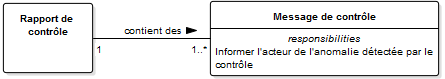 Rapport de
contrôle
contient des
1
1..*
Message de contrôle
responsibilities
Informer l'acteur de l'anomalie détectée par le
contrôle